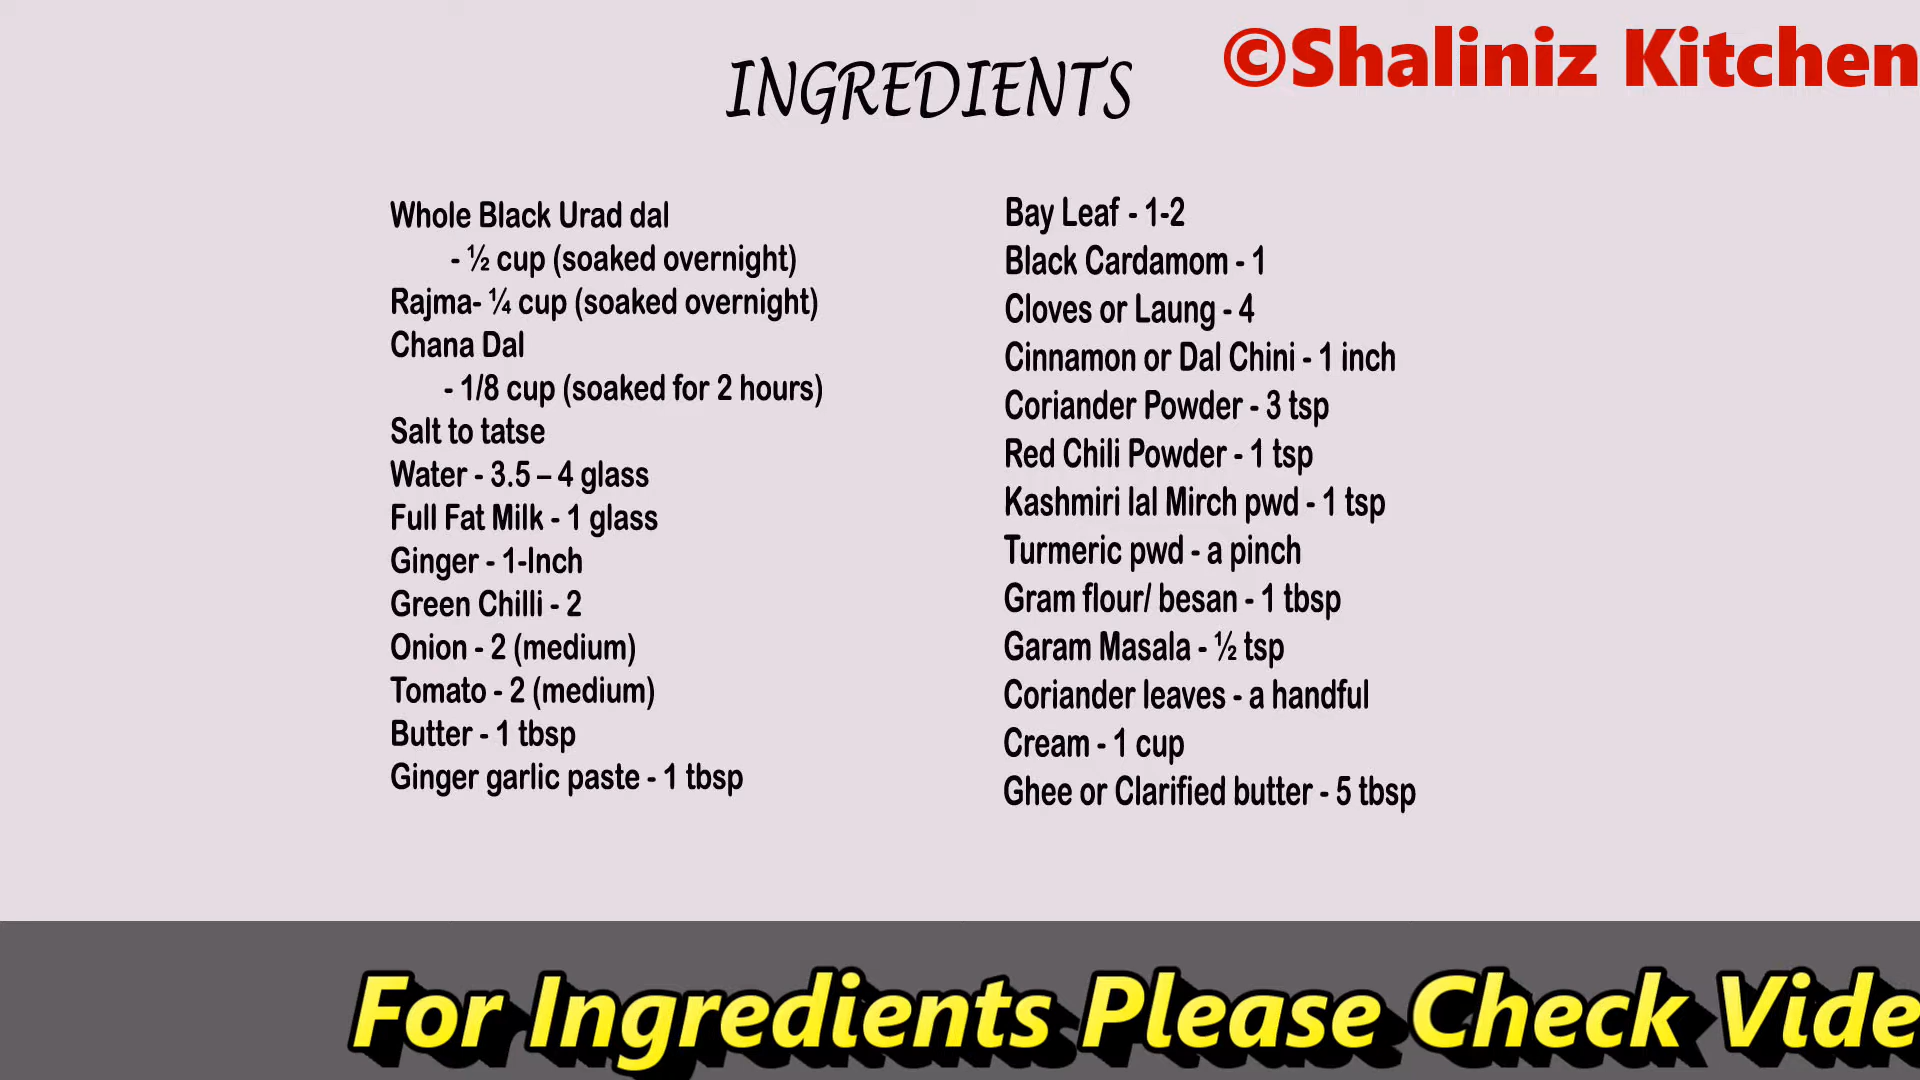 ©Shaliniz Kitchen
INGREDIENTS
Whole Black Urad dal
- ½ cup (soaked overnight)
Rajma- ¼ cup (soaked overnight)
Chana Dal
- 1/8 cup (soaked for 2 hours)
Salt to tatse
Water - 3.5 – 4 glass
Full Fat Milk - 1 glass
Ginger - 1-Inch
Green Chilli - 2
Onion - 2 (medium)
Tomato - 2 (medium)
Butter - 1 tbsp
Ginger garlic paste - 1 tbsp
Bay Leaf - 1-2
Black Cardamom - 1
Cloves or Laung - 4
Cinnamon or Dal Chini - 1 inch
Coriander Powder - 3 tsp
Red Chili Powder - 1 tsp
Kashmiri lal Mirch pwd - 1 tsp
Turmeric pwd - a pinch
Gram flour/ besan - 1 tbsp
Garam Masala - ½ tsp
Coriander leaves - a handful
Cream - 1 cup
Ghee or Clarified butter - 5 tbsp
For Ingredients Please Check Vide